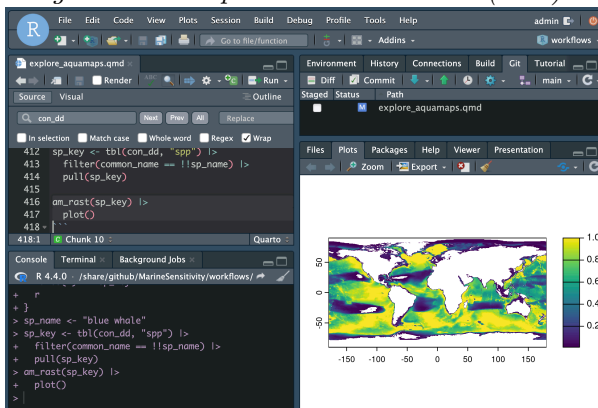 R
File Edit Code View Plots Session Build Debug Profile Tools Help admin
Go to file/function Addins workflows
explore_aquamaps.qmd
Render ABC Run
Source Visual Outline
con_dd Next Prev All Replace
In selection Match case Whole word Regex Wrap
412 sp_key <- tbl(con_dd, "spp") |>
413 filter(common_name == !!sp_name) |>
414 pull(sp_key)
415
416 am_rast(sp_key) |>
417 plot()
418 ```
418:1 Chunk 10 Quarto
Console Terminal Background Jobs
R 4.4.0 · /share/github/MarineSensitivity/workflows/
+ r
+ }
> sp_name <- "blue whale"
> sp_key <- tbl(con_dd, "spp") |>
+ filter(common_name == !!sp_name) |>
+ pull(sp_key)
> am_rast(sp_key) |>
+ plot()
>
Environment History Connections Build Git Tutorial
Diff Commit main
Staged Status Path
M explore_aquamaps.qmd
Files Plots Packages Help Viewer Presentation
Zoom Export
50
0
-50
-150 -100 -50 0 50 100 150
1.0
0.8
0.6
0.4
0.2